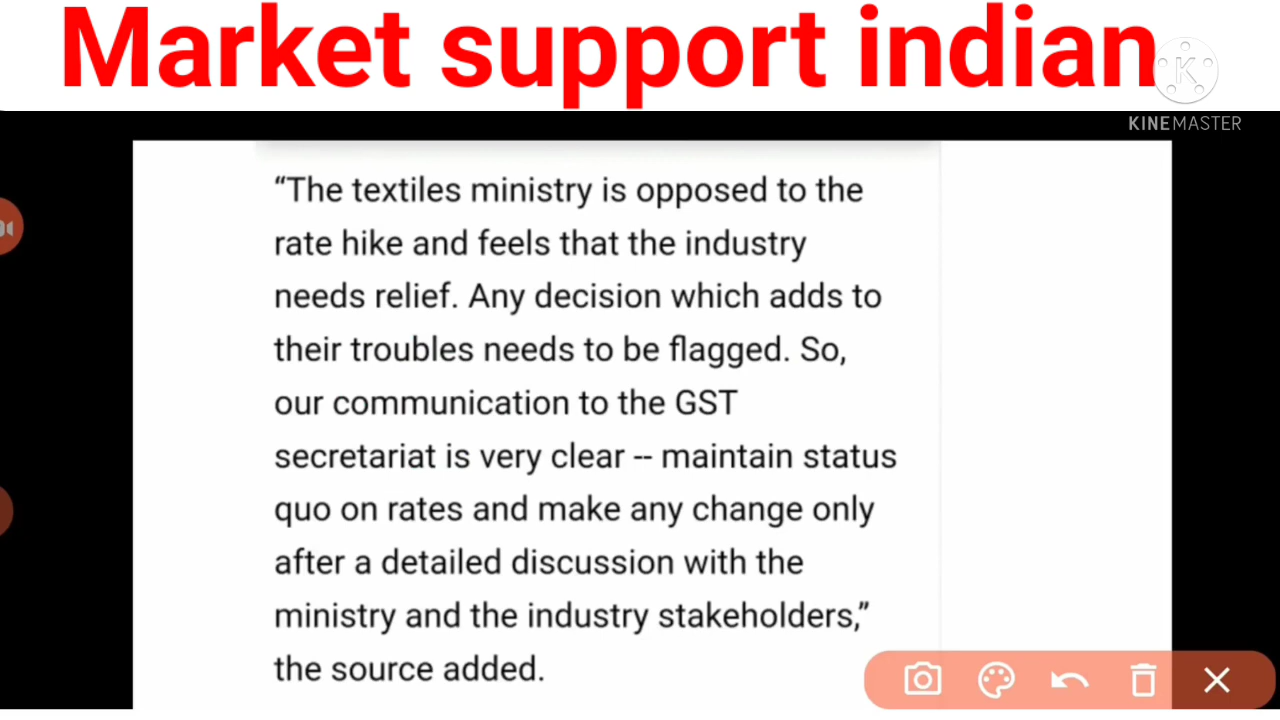 Market support indian
K
KINEMASTER
“The textiles ministry is opposed to the
rate hike and feels that the industry
needs relief. Any decision which adds to
their troubles needs to be flagged. So,
our communication to the GST
secretariat is very clear -- maintain status
quo on rates and make any change only
after a detailed discussion with the
ministry and the industry stakeholders,”
the source added.